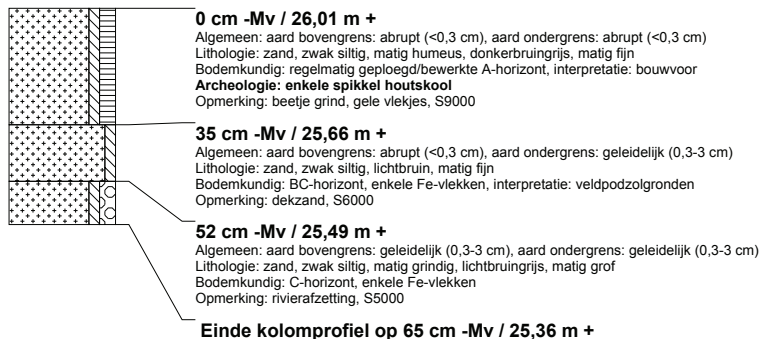 0 cm -Mv / 26,01 m +
Algemeen: aard bovengrens: abrupt (<0,3 cm), aard ondergrens: abrupt (<0,3 cm)
Lithologie: zand, zwak siltig, matig humeus, donkerbruingrijs, matig fijn
Bodemkundig: regelmatig geploegd/bewerkte A-horizont, interpretatie: bouwvoor
Archeologie: enkele spikkel houtskool
Opmerking: beetje grind, gele vlekjes, S9000
35 cm -Mv / 25,66 m +
Algemeen: aard bovengrens: abrupt (<0,3 cm), aard ondergrens: geleidelijk (0,3-3 cm)
Lithologie: zand, zwak siltig, lichtbruin, matig fijn
Bodemkundig: BC-horizont, enkele Fe-vlekken, interpretatie: veldpodzolgronden
Opmerking: dekzand, S6000
52 cm -Mv / 25,49 m +
Algemeen: aard bovengrens: geleidelijk (0,3-3 cm), aard ondergrens: geleidelijk (0,3-3 cm)
Lithologie: zand, zwak siltig, matig grindig, lichtbruingrijs, matig grof
Bodemkundig: C-horizont, enkele Fe-vlekken
Opmerking: rivierafzetting, S5000
Einde kolomprofiel op 65 cm -Mv / 25,36 m +